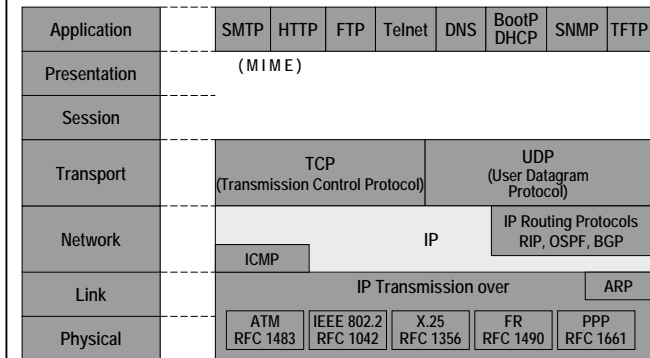 Application
SMTP HTTP FTP Telnet DNS BootP DHCP SNMP TFTP
Presentation
(MIME)
Session
Transport
TCP
(Transmission Control Protocol)
UDP
(User Datagram
Protocol)
Network
IP
IP Routing Protocols
RIP, OSPF, BGP
ICMP
Link
IP Transmission over
ARP
Physical
ATM
RFC 1483
IEEE 802.2
RFC 1042
X.25
RFC 1356
FR
RFC 1490
PPP
RFC 1661